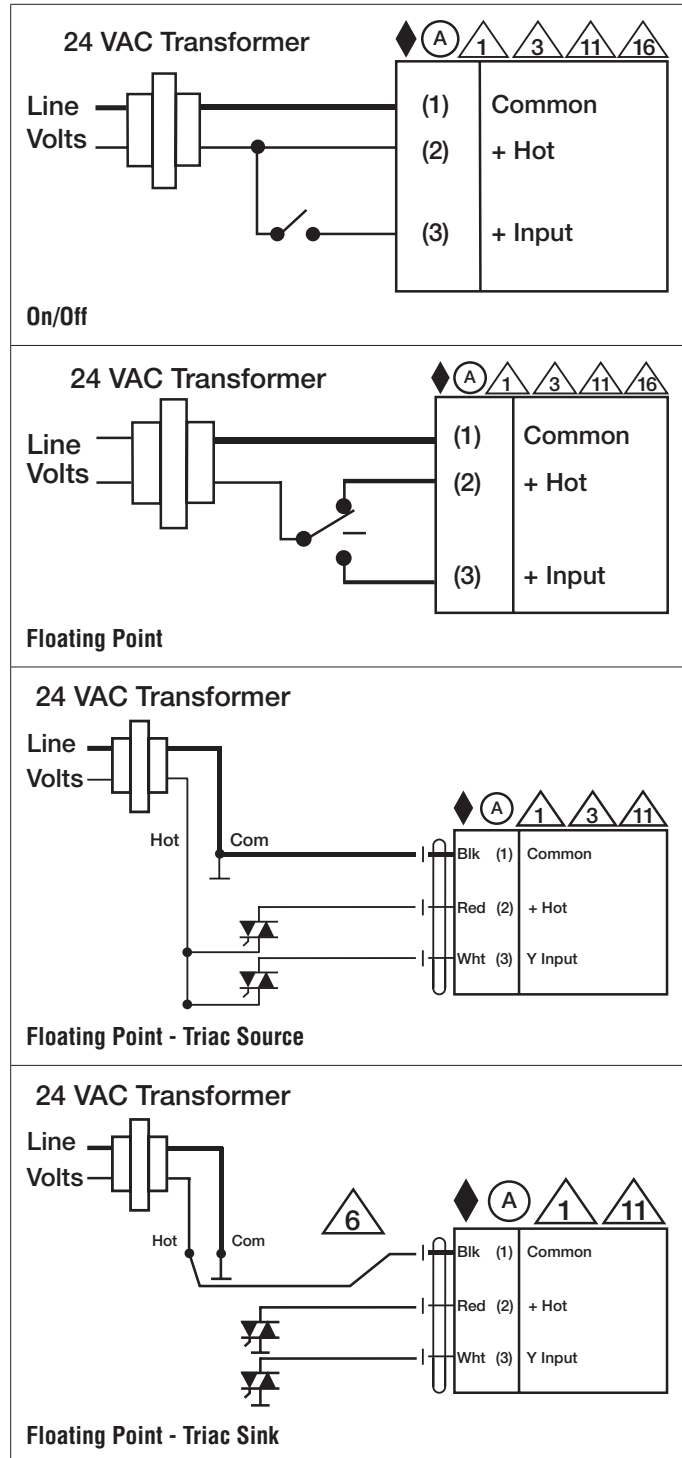 24 VAC Transformer
A 1 3 11 16
Line
Volts
(1) Common
(2) + Hot
(3) + Input
On/Off
24 VAC Transformer
A 1 3 11 16
Line
Volts
(1) Common
(2) + Hot
(3) + Input
Floating Point
24 VAC Transformer
Line
Volts
A 1 3 11
Hot Com
Blk (1) Common
Red (2) + Hot
Wht (3) Y Input
Floating Point - Triac Source
24 VAC Transformer
Line
Volts
6 A 1 11
Hot Com
Blk (1) Common
Red (2) + Hot
Wht (3) Y Input
Floating Point - Triac Sink